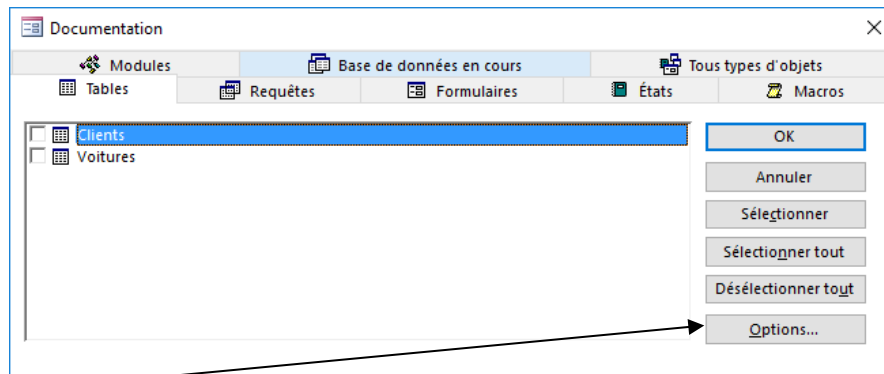 Documentation
Modules Base de données en cours Tous types d'objets
Tables Requêtes Formulaires États Macros
Clients
Voitures
OK
Annuler
Sélectionner
Sélectionner tout
Désélectionner tout
Options...